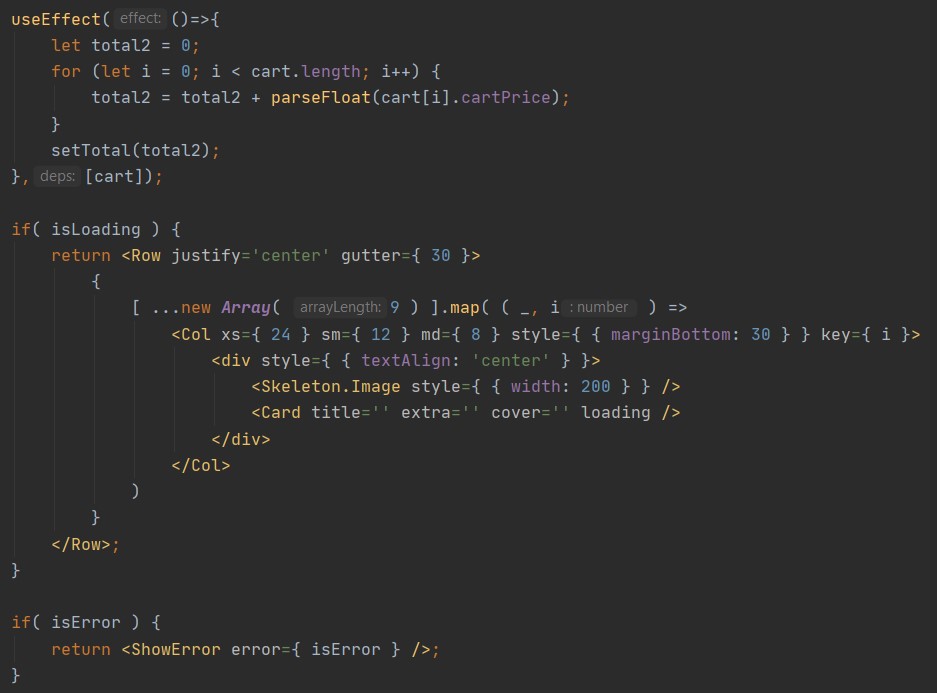 useEffect( effect: ()=>{
    let total2 = 0;
    for (let i = 0; i < cart.length; i++) {
        total2 = total2 + parseFloat(cart[i].cartPrice);
    }
    setTotal(total2);
}, deps: [cart]);

if( isLoading ) {
    return <Row justify='center' gutter={ 30 }>
        {
            [ ...new Array( arrayLength: 9 ) ].map( ( _, i : number ) =>
                <Col xs={ 24 } sm={ 12 } md={ 8 } style={ { marginBottom: 30 } } key={ i }>
                    <div style={ { textAlign: 'center' } }>
                        <Skeleton.Image style={ { width: 200 } } />
                        <Card title='' extra='' cover='' loading />
                    </div>
                </Col>
            )
        }
    </Row>;
}

if( isError ) {
    return <ShowError error={ isError } />;
}